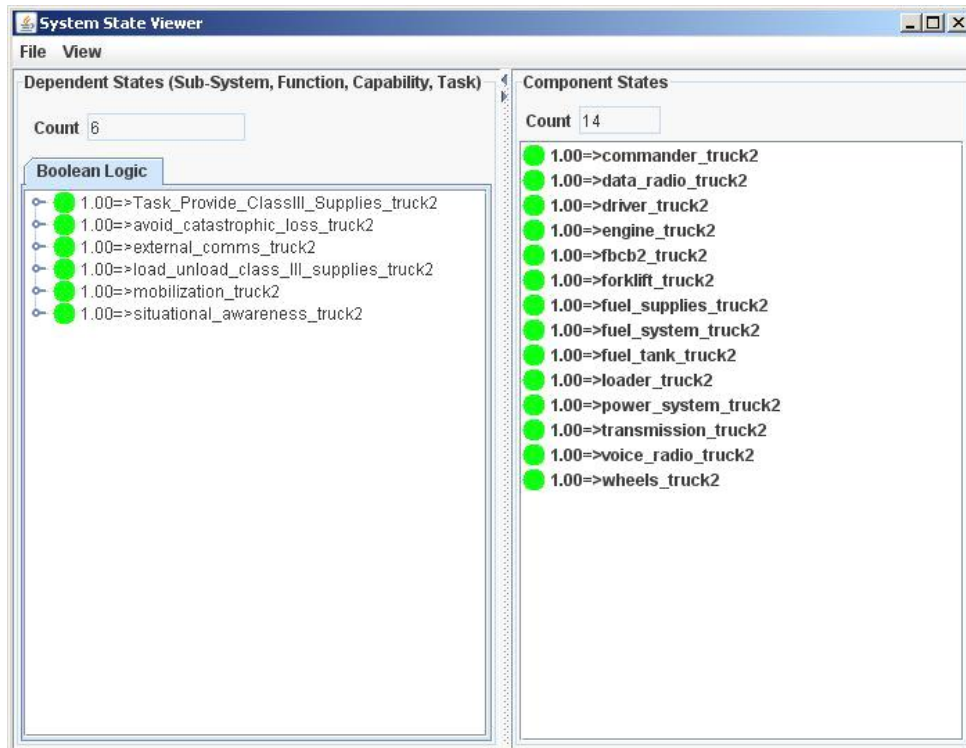 System State Viewer
File View
Dependent States (Sub-System, Function, Capability, Task)
Count 6
Boolean Logic
1.00=>Task_Provide_ClassIII_Supplies_truck2
1.00=>avoid_catastrophic_loss_truck2
1.00=>external_comms_truck2
1.00=>load_unload_class_III_supplies_truck2
1.00=>mobilization_truck2
1.00=>situational_awareness_truck2
Component States
Count 14
1.00=>commander_truck2
1.00=>data_radio_truck2
1.00=>driver_truck2
1.00=>engine_truck2
1.00=>fbcb2_truck2
1.00=>forklift_truck2
1.00=>fuel_supplies_truck2
1.00=>fuel_system_truck2
1.00=>fuel_tank_truck2
1.00=>loader_truck2
1.00=>power_system_truck2
1.00=>transmission_truck2
1.00=>voice_radio_truck2
1.00=>wheels_truck2